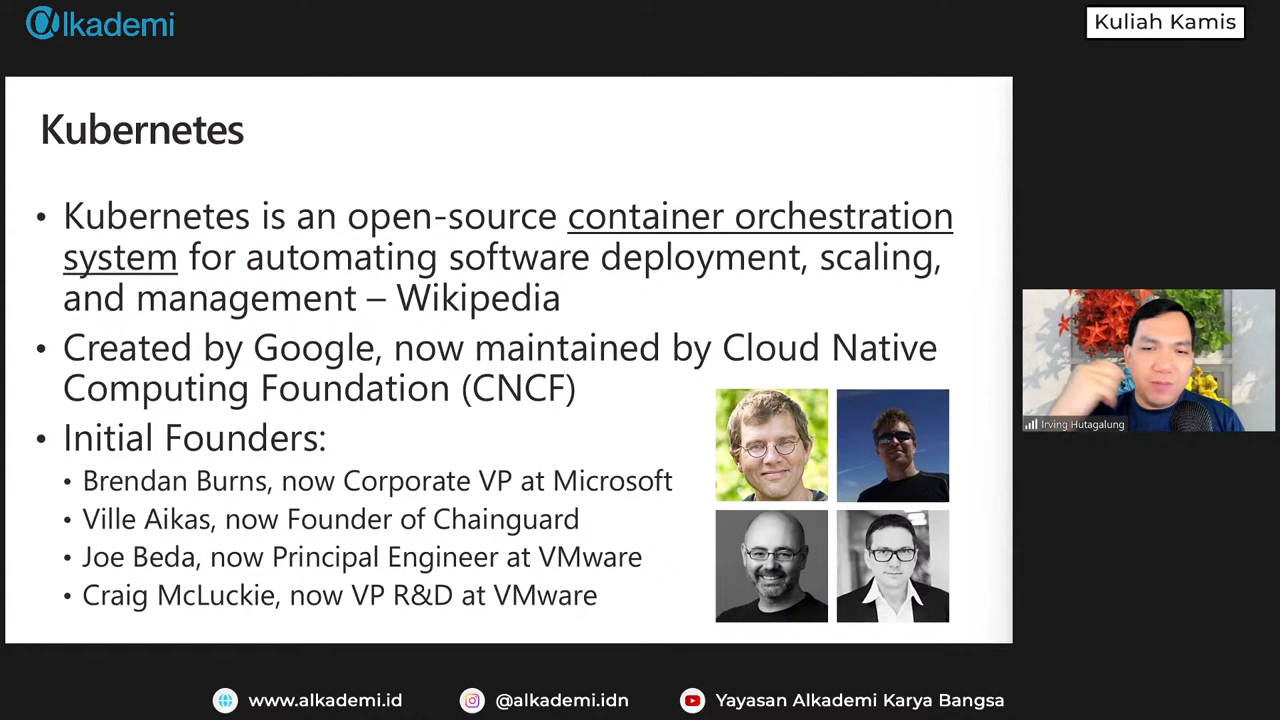 Alkademi
Kuliah Kamis
Kubernetes
• Kubernetes is an open-source container orchestration
system for automating software deployment, scaling,
and management – Wikipedia
• Created by Google, now maintained by Cloud Native
Computing Foundation (CNCF)
• Initial Founders:
• Brendan Burns, now Corporate VP at Microsoft
• Ville Aikas, now Founder of Chainguard
• Joe Beda, now Principal Engineer at VMware
• Craig McLuckie, now VP R&D at VMware
Irving Hutagalung
www.alkademi.id
@alkademi.idn
Yayasan Alkademi Karya Bangsa